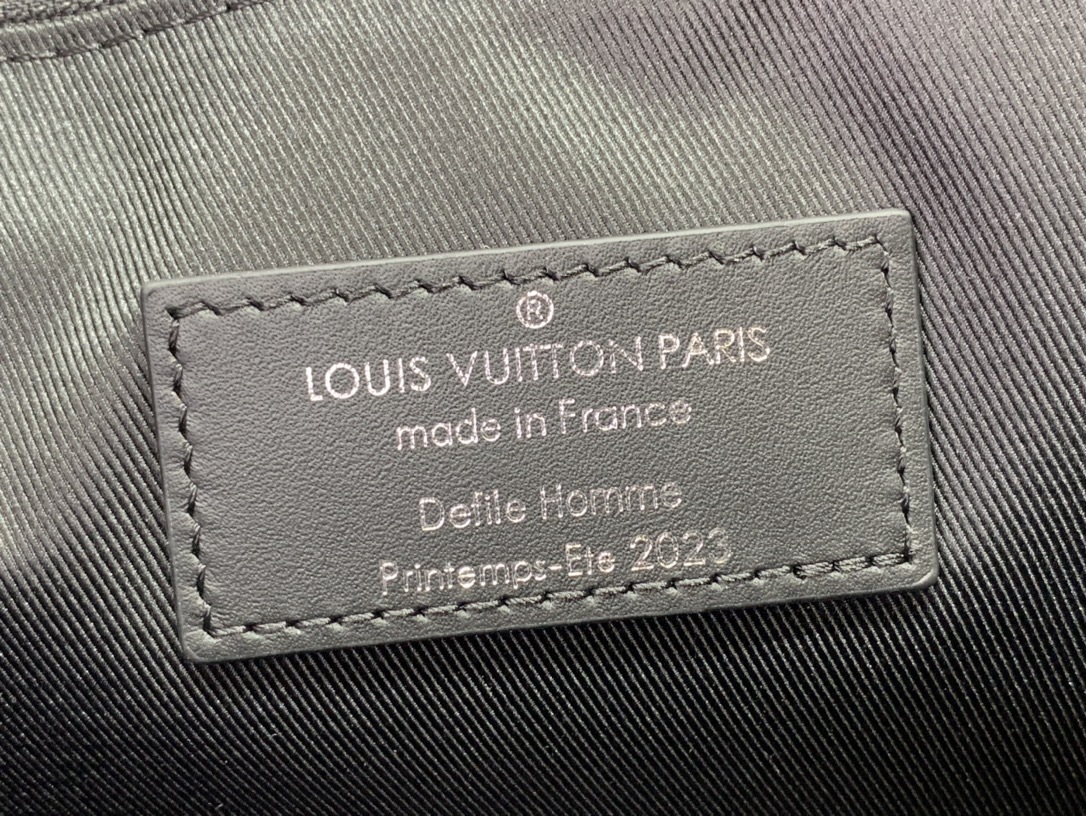 ®
LOUIS VUITTON PARIS
made in France
Defile Homme
Printemps-Ete 2023